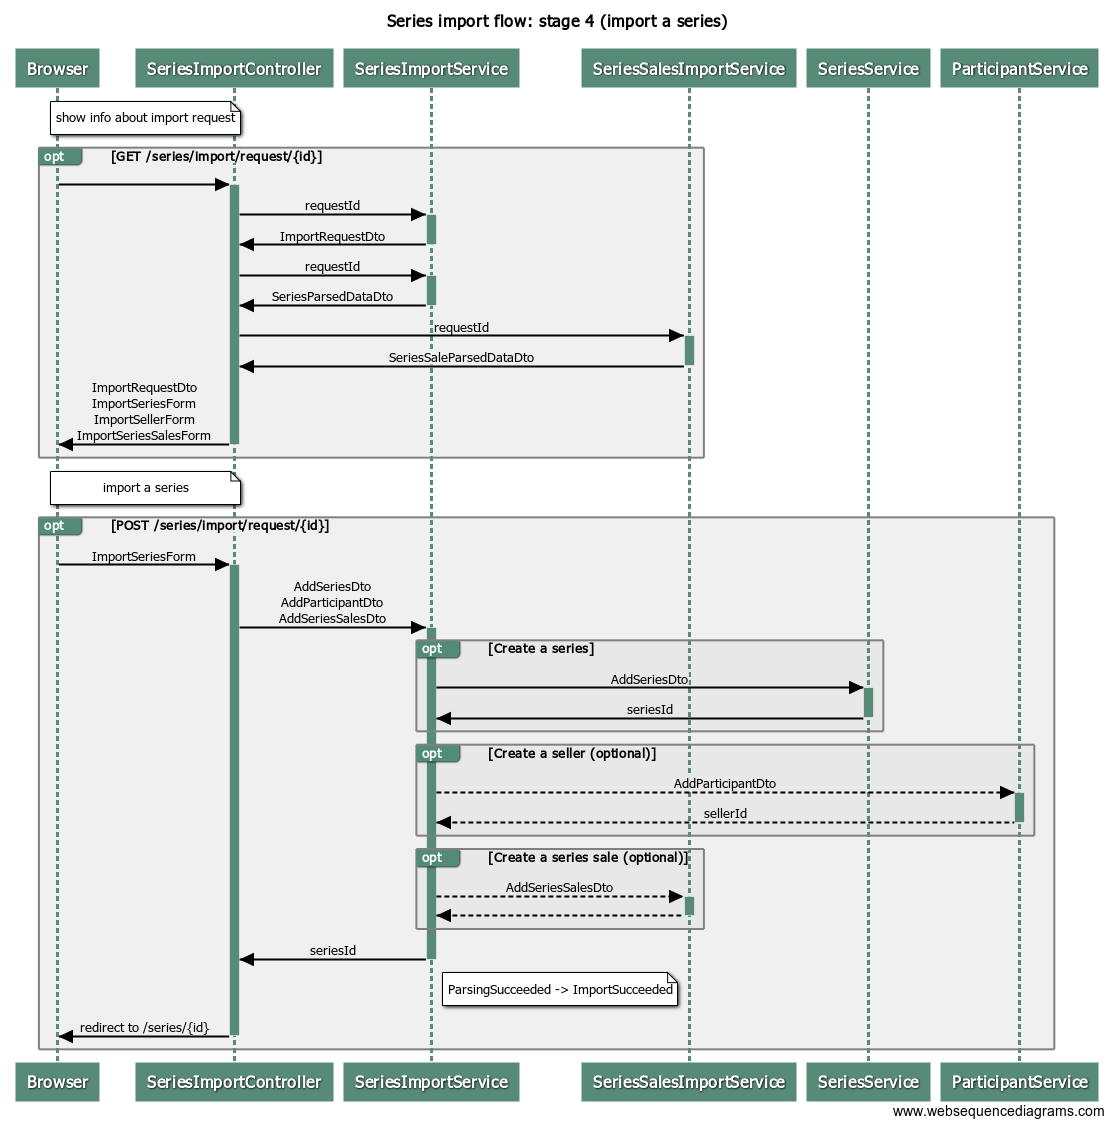 Series import flow: stage 4 (import a series)
Browser SeriesImportController SeriesImportService SeriesSalesImportService SeriesService ParticipantService
show info about import request
opt [GET /series/import/request/{id}]
requestId
ImportRequestDto
requestId
SeriesParsedDataDto
requestId
SeriesSaleParsedDataDto
ImportRequestDto
ImportSeriesForm
ImportSellerForm
ImportSeriesSalesForm
import a series
opt [POST /series/import/request/{id}]
ImportSeriesForm
AddSeriesDto
AddParticipantDto
AddSeriesSalesDto
opt [Create a series]
AddSeriesDto
seriesId
opt [Create a seller (optional)]
AddParticipantDto
sellerId
opt [Create a series sale (optional)]
AddSeriesSalesDto
seriesId
ParsingSucceeded -> ImportSucceeded
redirect to /series/{id}
Browser SeriesImportController SeriesImportService SeriesSalesImportService SeriesService ParticipantService
www.websequencediagrams.com